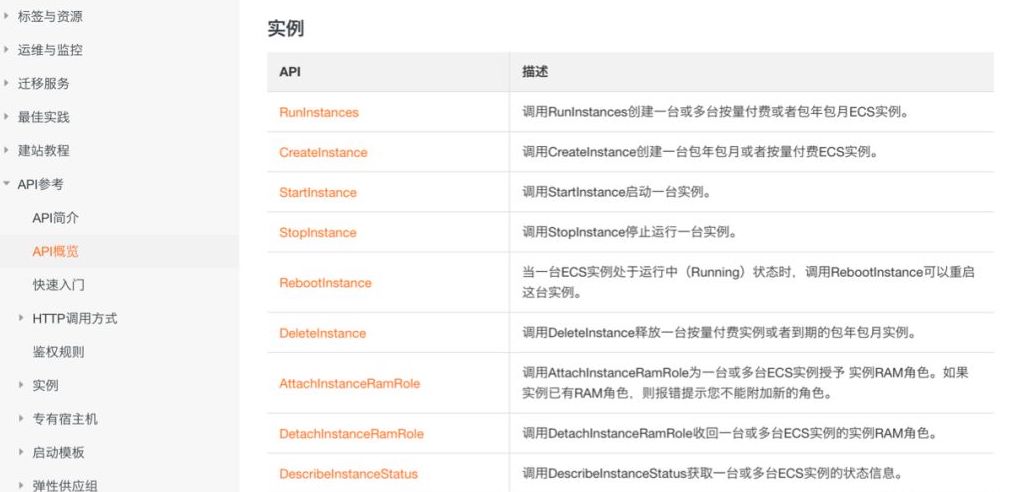 标签与资源
运维与监控
迁移服务
最佳实践
建站教程
API参考
API简介
API概览
快速入门
HTTP调用方式
鉴权规则
实例
专有宿主机
启动模板
弹性供应组
实例
API 描述
RunInstances 调用RunInstances创建一台或多台按量付费或者包年包月ECS实例。
CreateInstance 调用CreateInstance创建一台包年包月或者按量付费ECS实例。
StartInstance 调用StartInstance启动一台实例。
StopInstance 调用StopInstance停止运行一台实例。
RebootInstance 当一台ECS实例处于运行中（Running）状态时，调用RebootInstance可以重启
这台实例。
DeleteInstance 调用DeleteInstance释放一台按量付费实例或者到期的包年包月实例。
AttachInstanceRamRole 调用AttachInstanceRamRole为一台或多台ECS实例授予 实例RAM角色。如果
实例已有RAM角色，则报错提示您不能附加新的角色。
DetachInstanceRamRole 调用DetachInstanceRamRole收回一台或多台ECS实例的实例RAM角色。
DescribeInstanceStatus 调用DescribeInstanceStatus获取一台或多台ECS实例的状态信息。